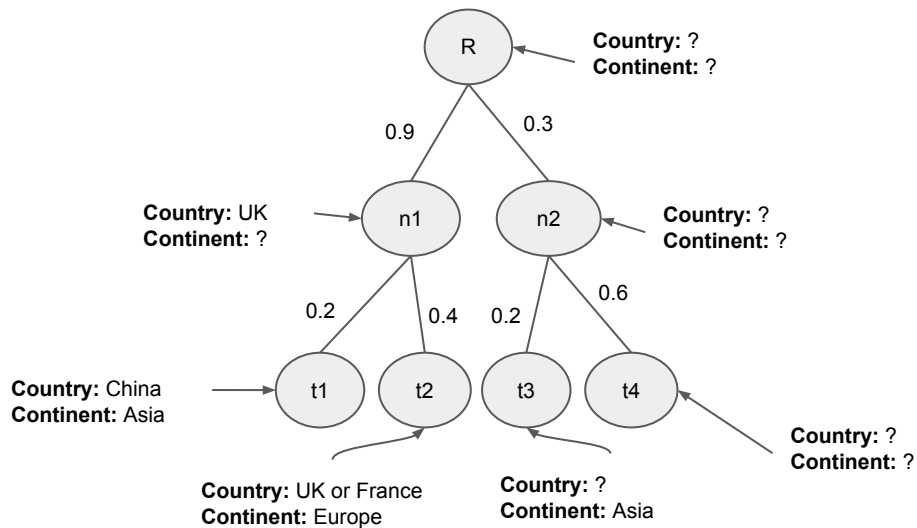 R
Country: ?
Continent: ?
0.9
0.3
Country: UK
Continent: ?
n1
n2
Country: ?
Continent: ?
0.2
0.4
0.2
0.6
Country: China
Continent: Asia
t1
t2
t3
t4
Country: UK or France
Continent: Europe
Country: ?
Continent: Asia
Country: ?
Continent: ?